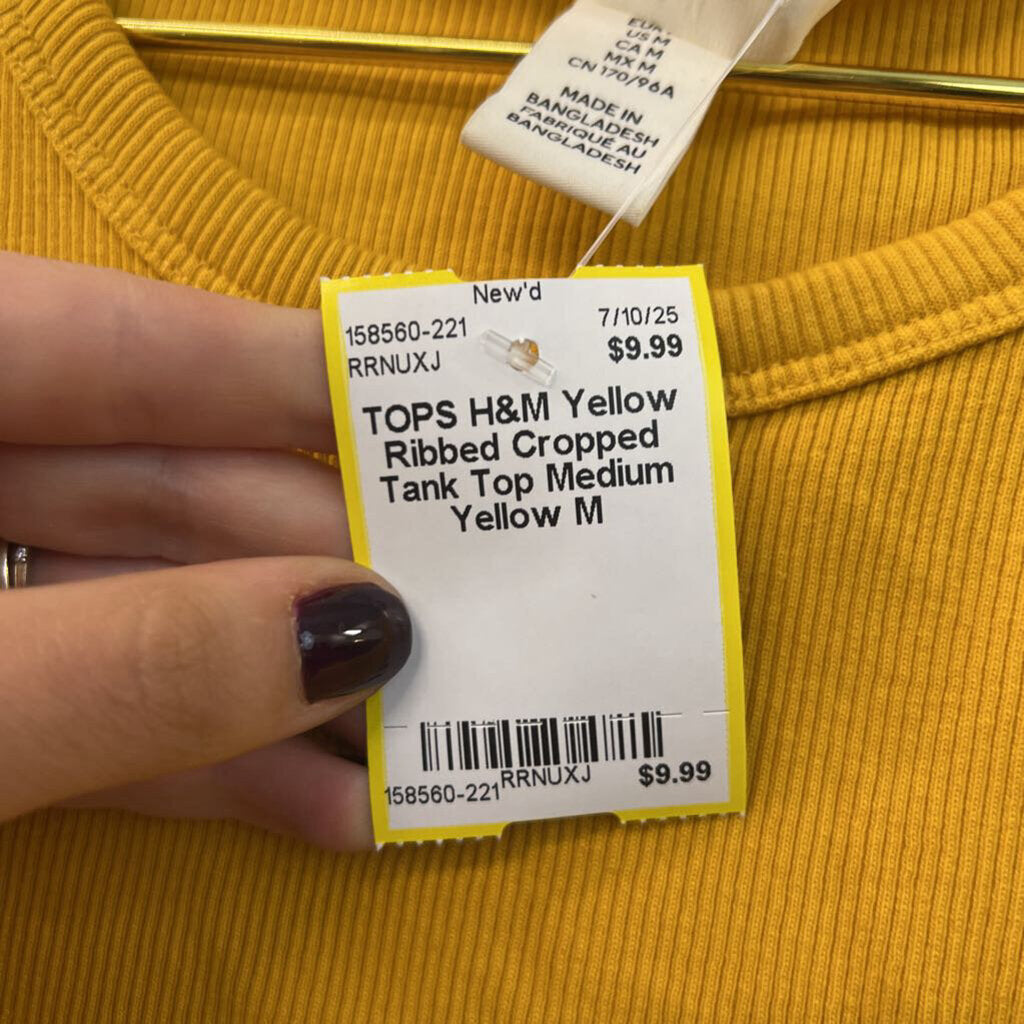 US M
CA M
MX M
CN 170/96A
MADE IN
BANGLADESH
FABRIQUÉ AU
BANGLADESH
New'd
158560-221
7/10/25
RRNUXJ
$9.99
TOPS H&M Yellow
Ribbed Cropped
Tank Top Medium
Yellow M
RRNUXJ
158560-221
$9.99